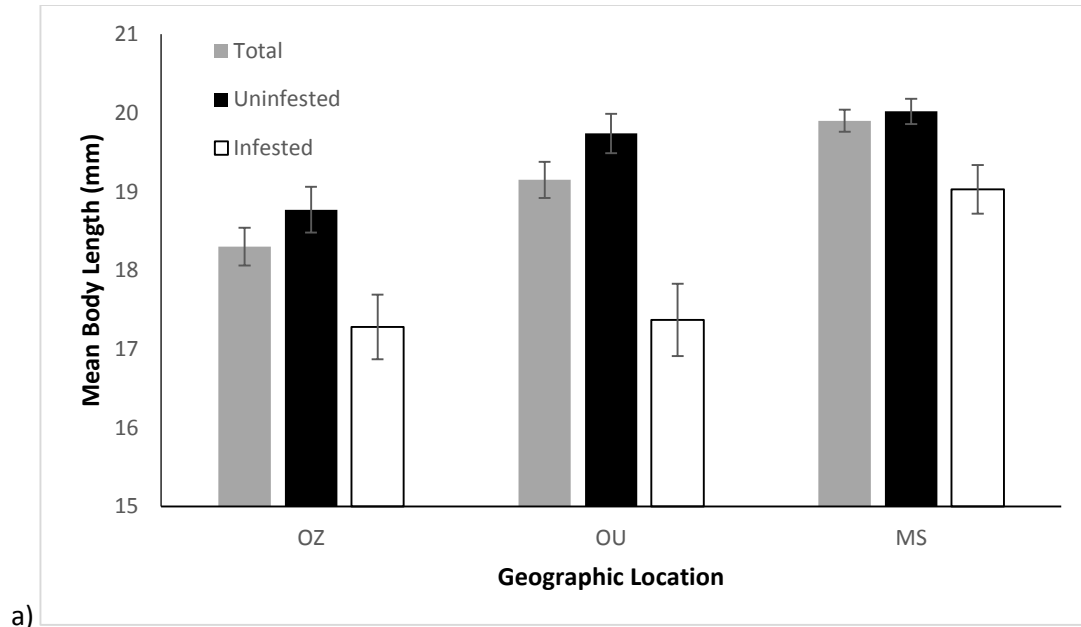 21
20
19
18
17
16
15
Mean Body Length (mm)
Total
Uninfested
Infested
OZ OU MS
Geographic Location
a)